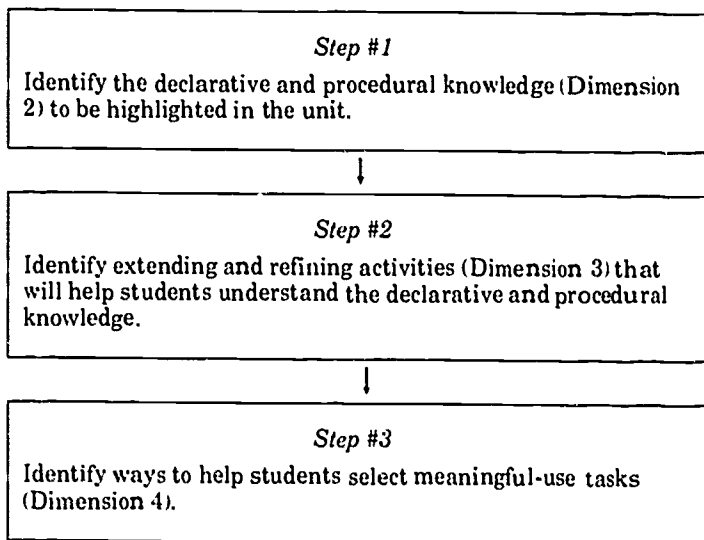 Step #1
Identify the declarative and procedural knowledge (Dimension
2) to be highlighted in the unit.
Step #2
Identify extending and refining activities (Dimension 3) that
will help students understand the declarative and procedural
knowledge.
Step #3
Identify ways to help students select meaningful-use tasks
(Dimension 4).